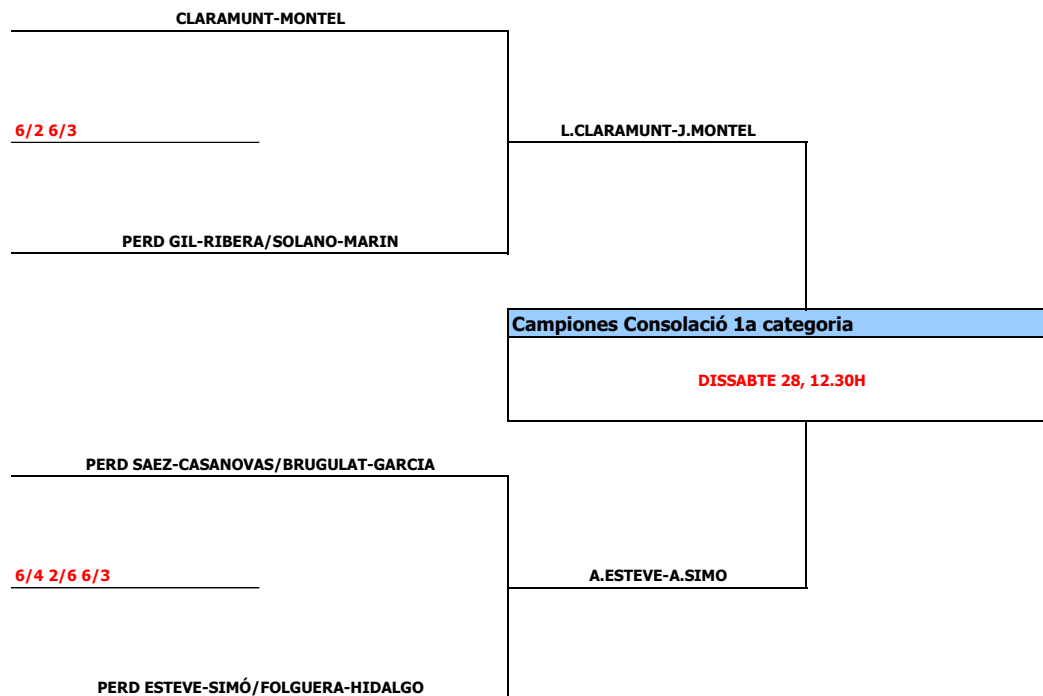 CLARAMUNT-MONTEL
6/2 6/3
L.CLARAMUNT-J.MONTEL
PERD GIL-RIBERA/SOLANO-MARIN
Campiones Consolació 1a categoria
DISSABTE 28, 12.30H
PERD SAEZ-CASANOVAS/BRUGULAT-GARCIA
6/4 2/6 6/3
A.ESTEVE-A.SIMO
PERD ESTEVE-SIMÓ/FOLGUERA-HIDALGO